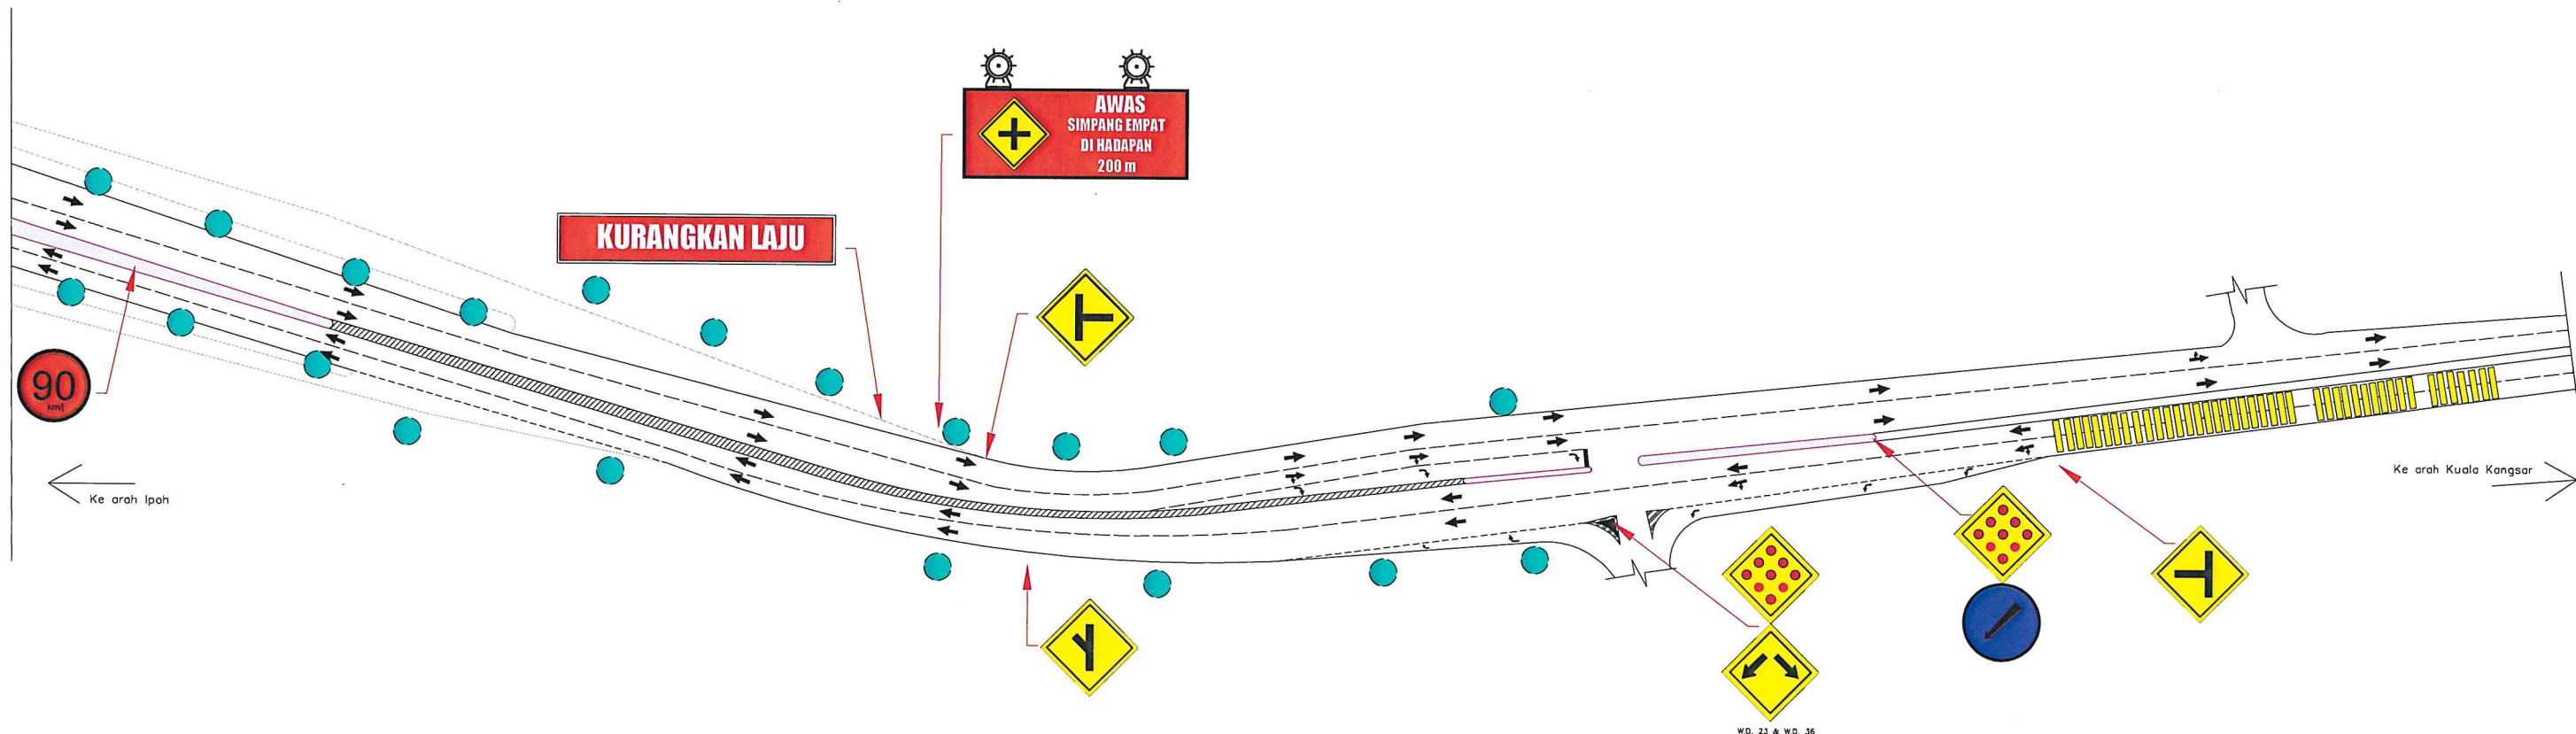 AWAS
SIMPANG EMPAT
DI HADAPAN
200 m
KURANGKAN LAJU
90
km/j
Ke arah Ipoh
Ke arah Kuala Kangsar
W.D. 23 & W.D. 36